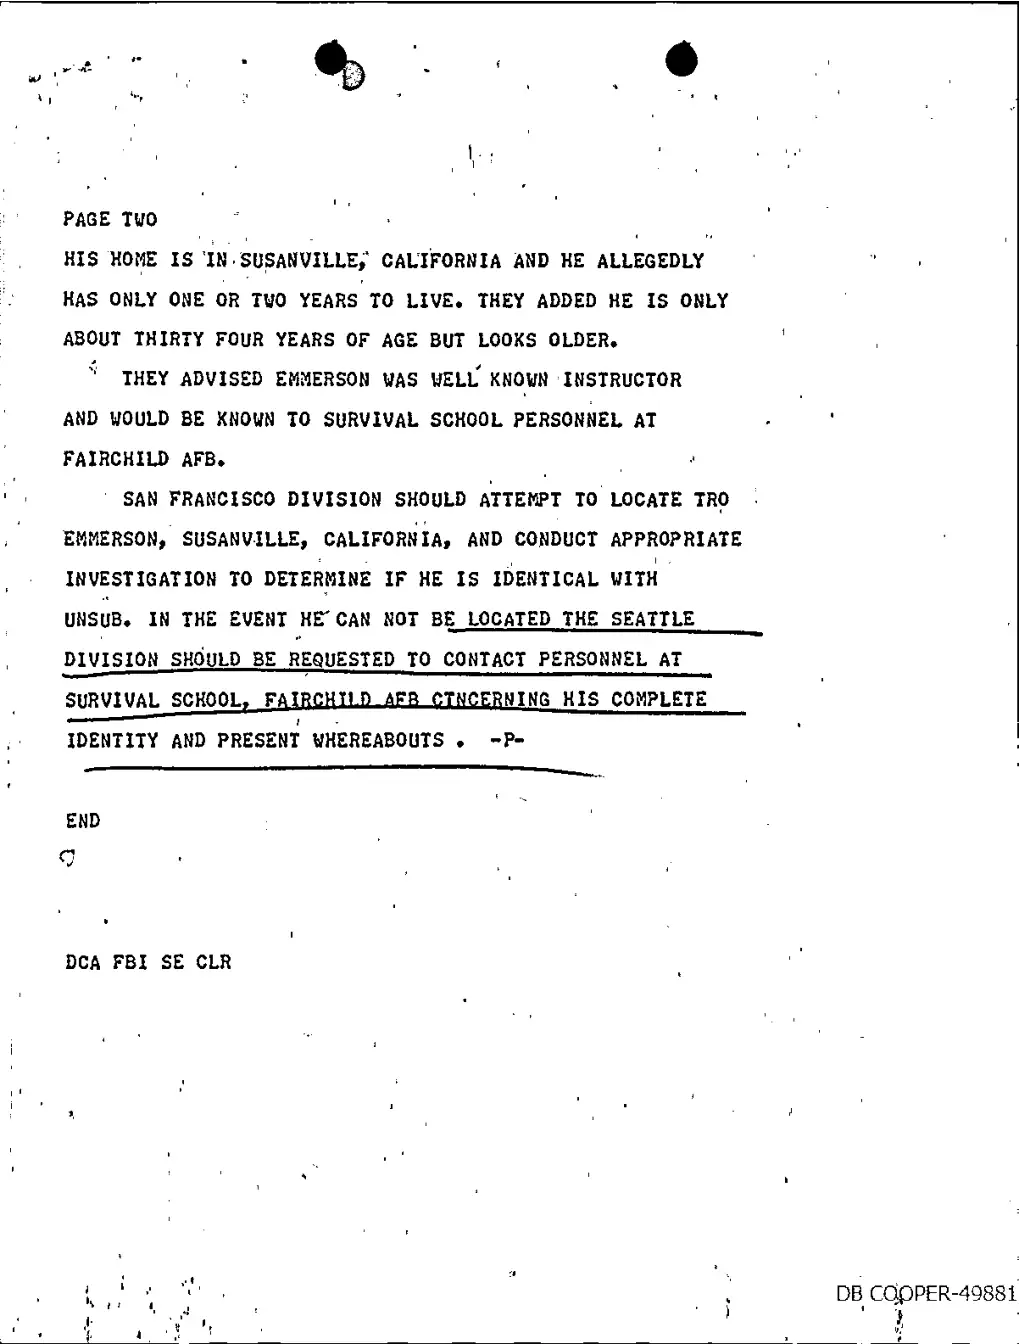 PAGE TWO
HIS HOME IS IN SUSANVILLE, CALIFORNIA AND HE ALLEGEDLY
HAS ONLY ONE OR TWO YEARS TO LIVE. THEY ADDED HE IS ONLY
ABOUT THIRTY FOUR YEARS OF AGE BUT LOOKS OLDER.
THEY ADVISED EMMERSON WAS WELL KNOWN INSTRUCTOR
AND WOULD BE KNOWN TO SURVIVAL SCHOOL PERSONNEL AT
FAIRCHILD AFB.
SAN FRANCISCO DIVISION SHOULD ATTEMPT TO LOCATE TRO
EMMERSON, SUSANVILLE, CALIFORNIA, AND CONDUCT APPROPRIATE
INVESTIGATION TO DETERMINE IF HE IS IDENTICAL WITH
UNSUB. IN THE EVENT HE CAN NOT BE LOCATED THE SEATTLE
DIVISION SHOULD BE REQUESTED TO CONTACT PERSONNEL AT
SURVIVAL SCHOOL, FAIRCHILD AFB CINCERNING HIS COMPLETE
IDENTITY AND PRESENT WHEREABOUTS . -P-
END
DCA FBI SE CLR
DB COOPER-49881